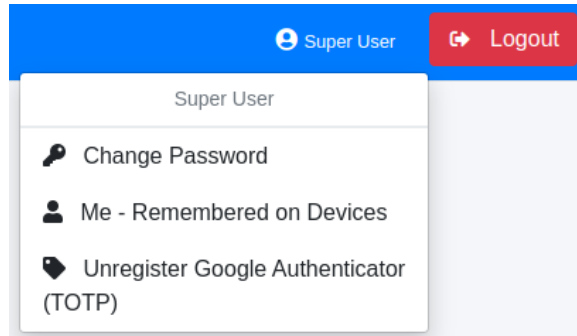 Super User
Logout
Super User
Change Password
Me - Remembered on Devices
Unregister Google Authenticator
(TOTP)